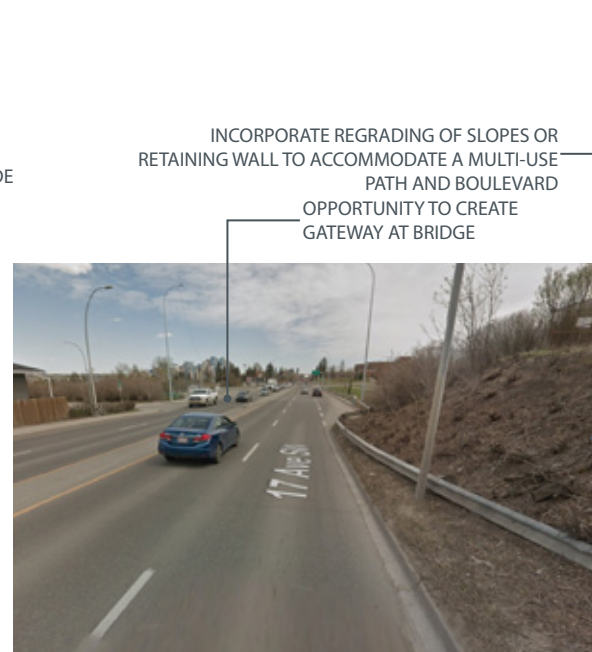 DE
INCORPORATE REGRADING OF SLOPES OR
RETAINING WALL TO ACCOMMODATE A MULTI-USE
PATH AND BOULEVARD
OPPORTUNITY TO CREATE
GATEWAY AT BRIDGE
17 Ave